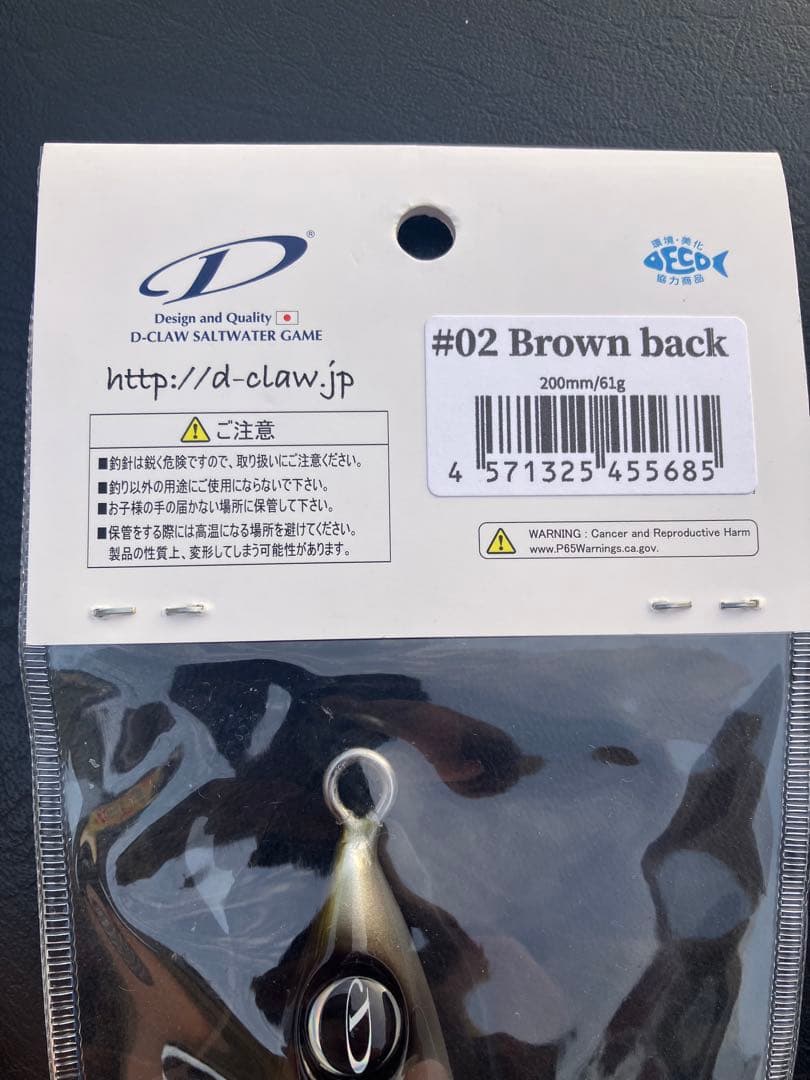 D®
Design and Quality
D-CLAW SALTWATER GAME
http://d-claw.jp
ご注意
■釣針は鋭く危険ですので、取り扱いにご注意ください。
■釣り以外の用途にご使用にならないで下さい。
■お子様の手の届かない場所に保管して下さい。
■保管をする際には高温になる場所を避けてください。
製品の性質上、変形してしまう可能性があります。
環境・美化
DECO
協力商品
#02 Brown back
200mm/61g
4 571325 455685
WARNING : Cancer and Reproductive Harm
www.P65Warnings.ca.gov.